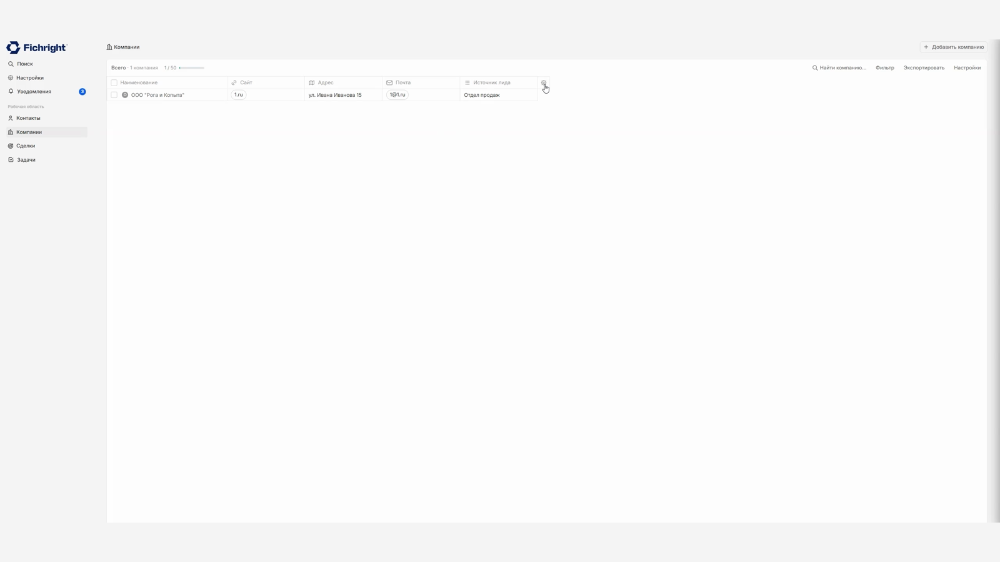 Fichright
Компании
Добавить компанию
Поиск
Настройки
Уведомления 3
Рабочая область
Контакты
Компании
Сделки
Задачи
Всего · 1 компания 1 / 50
Найти компанию... Фильтр Экспортировать Настройки
Наименование Сайт Адрес Почта Источник лида
О ООО "Рога и Копыта" 1.ru ул. Ивана Иванова 15 1@1.ru Отдел продаж